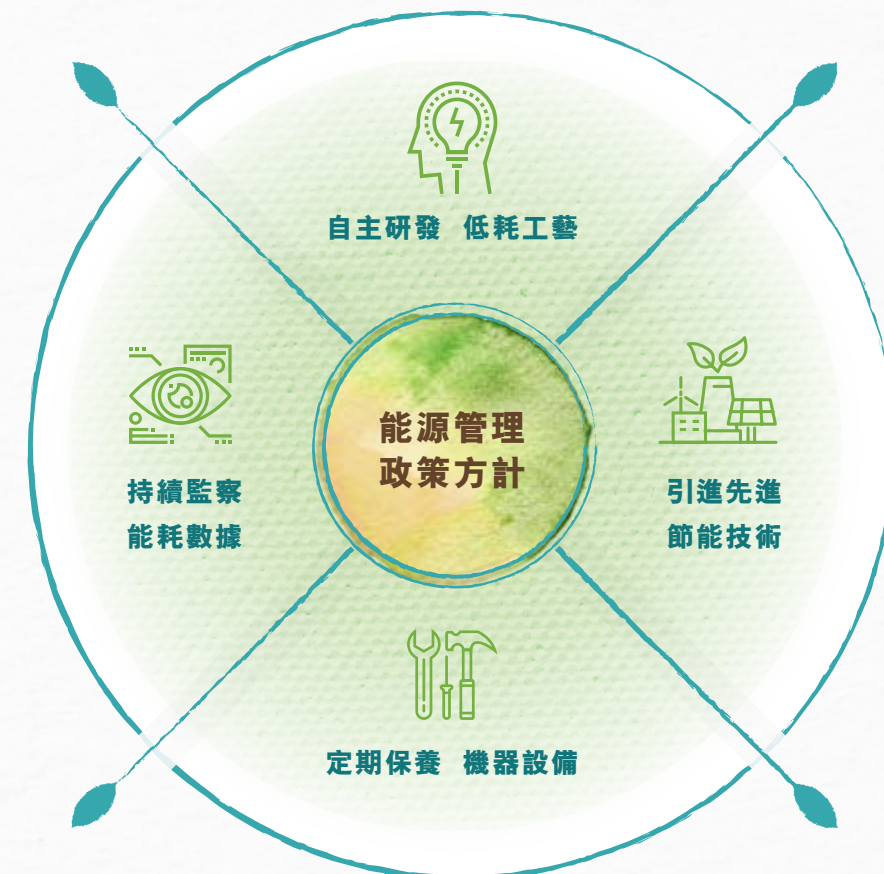 自主研發 低耗工藝
能源管理
政策方計
持續監察
能耗數據
引進先進
節能技術
定期保養 機器設備